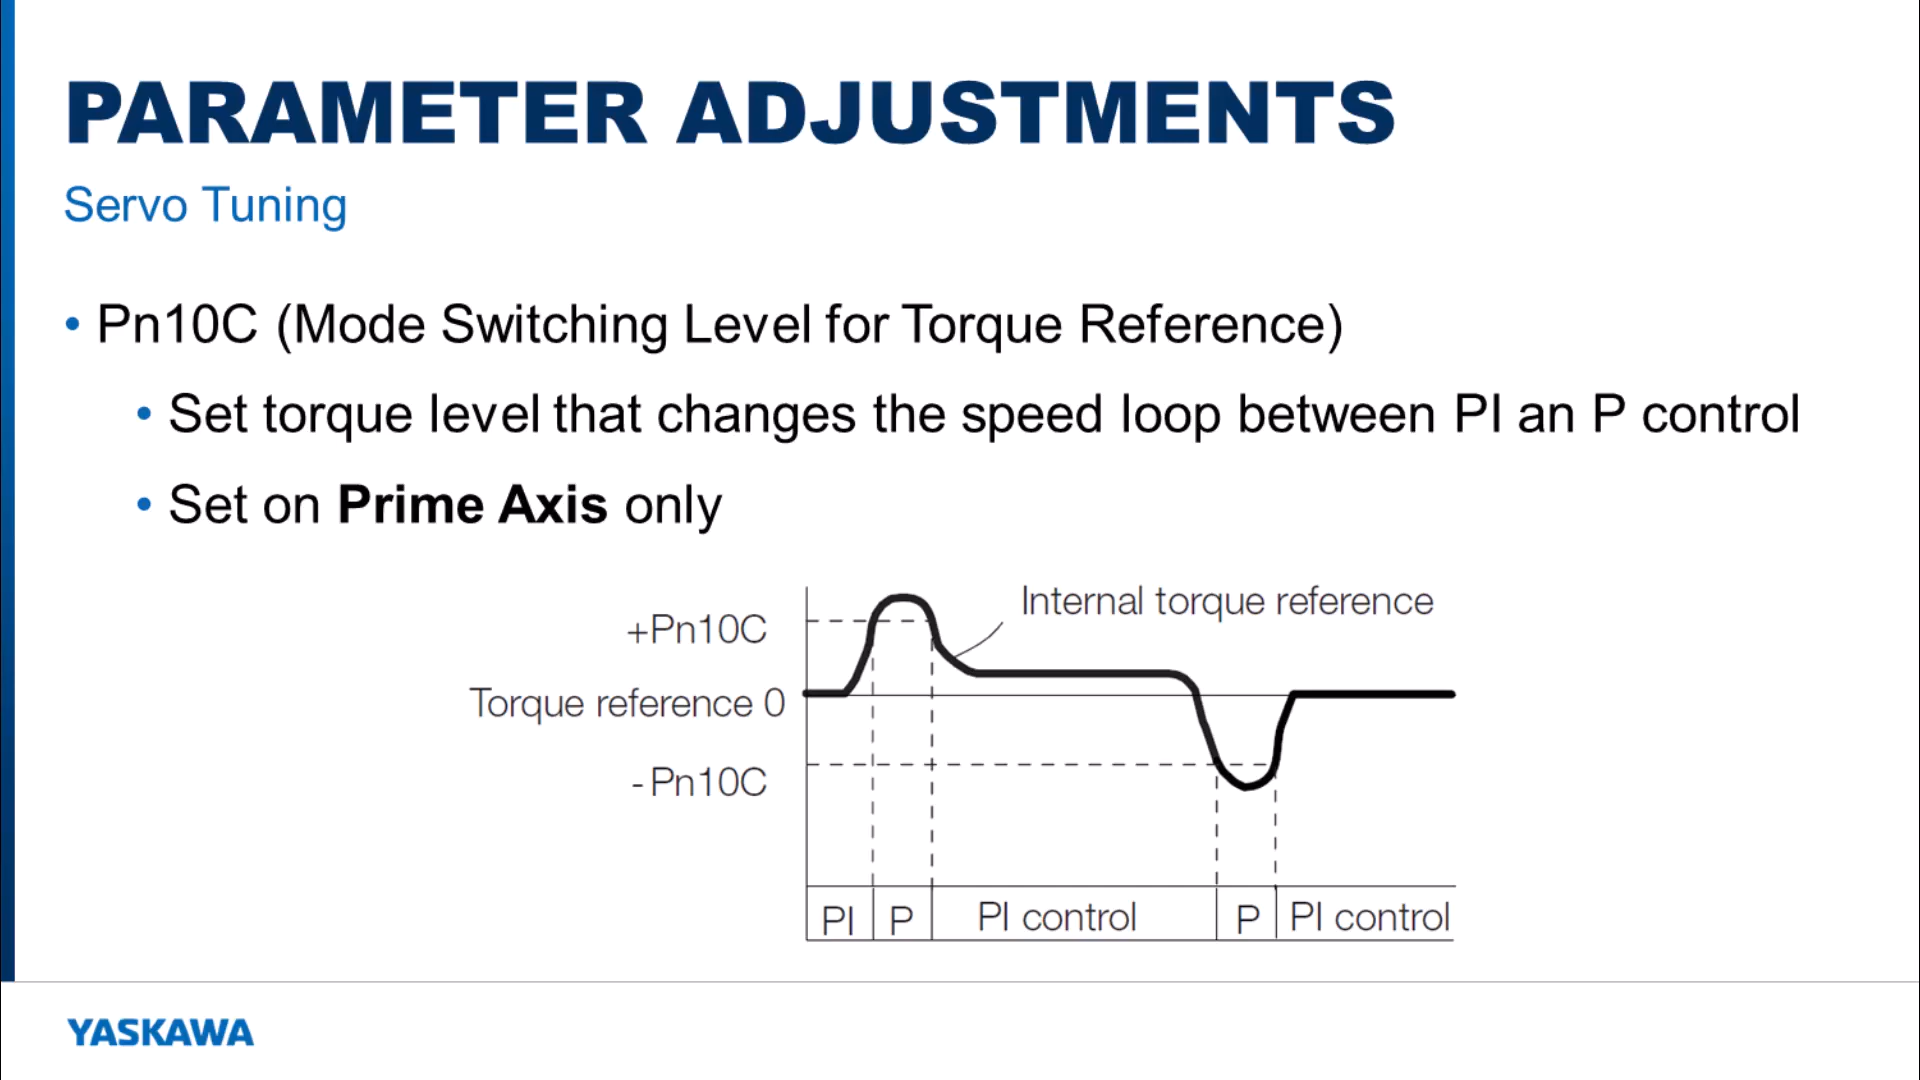 PARAMETER ADJUSTMENTS
Servo Tuning
• Pn10C (Mode Switching Level for Torque Reference)
• Set torque level that changes the speed loop between PI an P control
• Set on Prime Axis only
Internal torque reference
+Pn10C
Torque reference 0
-Pn10C
PI P PI control P PI control
YASKAWA